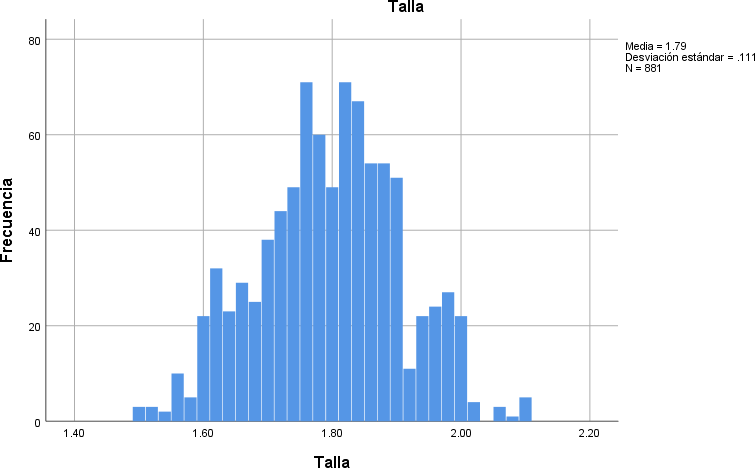 Talla
Media = 1.79
Desviación estándar = .111
N = 881
80
60
40
20
0
Frecuencia
1.40 1.60 1.80 2.00 2.20
Talla